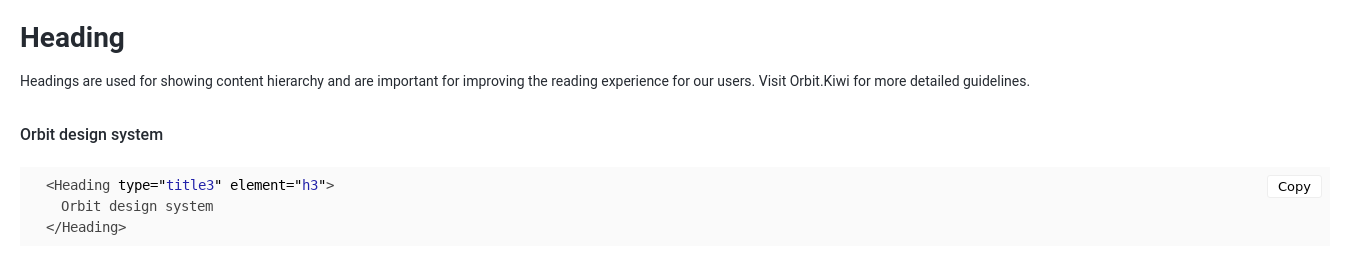 Heading
Headings are used for showing content hierarchy and are important for improving the reading experience for our users. Visit Orbit.Kiwi for more detailed guidelines.
Orbit design system
<Heading type="title3" element="h3">
Copy
Orbit design system
</Heading>